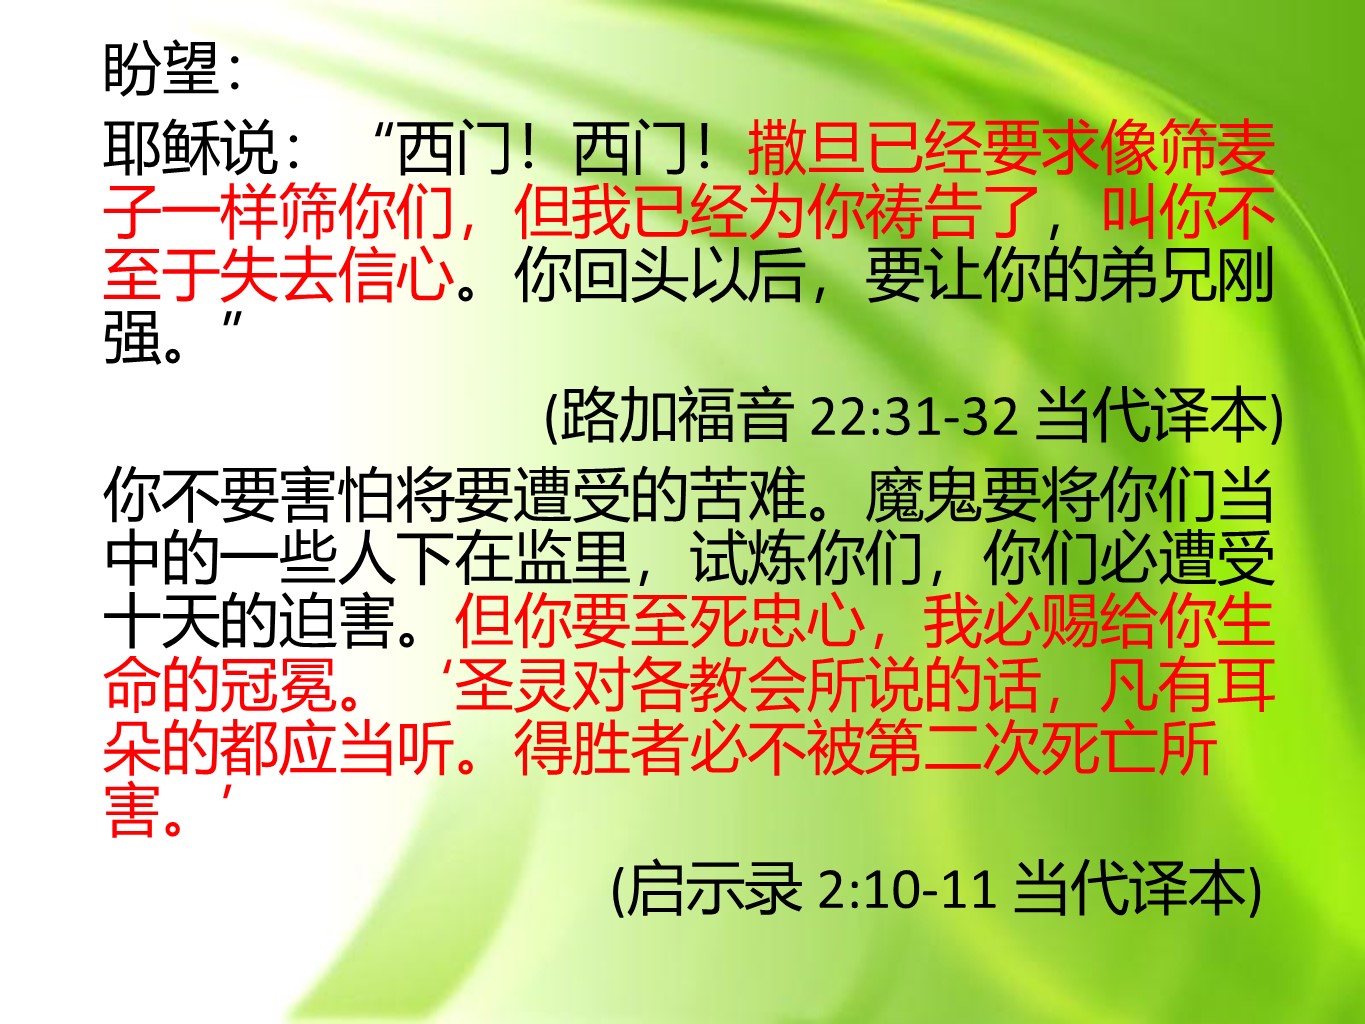 盼望：
耶稣说：“西门！西门！撒旦已经要求像筛麦
子一样筛你们，但我已经为你祷告了，叫你不
至于失去信心。你回头以后，要让你的弟兄刚
强。”
(路加福音 22:31-32 当代译本)
你不要害怕将要遭受的苦难。魔鬼要将你们当
中的一些人下在监里，试炼你们，你们必遭受
十天的迫害。但你要至死忠心，我必赐给你生
命的冠冕。‘圣灵对各教会所说的话，凡有耳
朵的都应当听。得胜者必不被第二次死亡所
害。’
(启示录 2:10-11 当代译本)